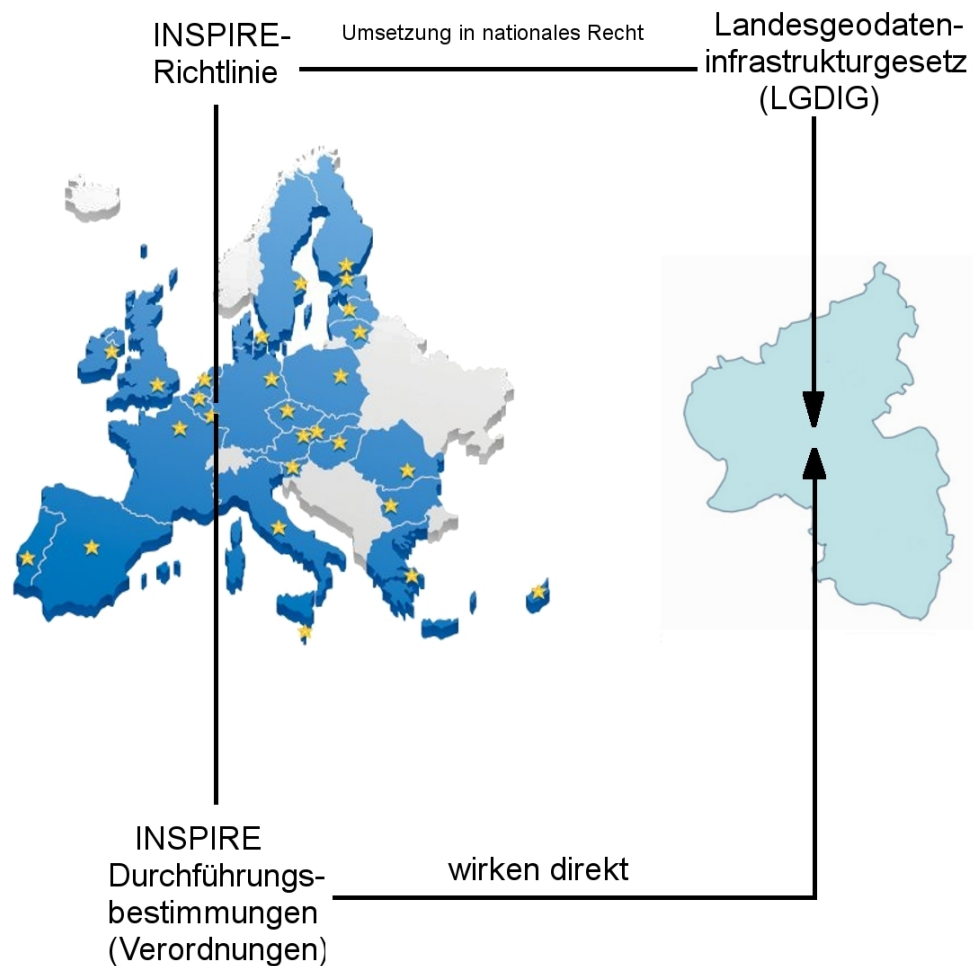 INSPIRE-
Richtlinie
Umsetzung in nationales Recht
Landesgeodaten-
infrastrukturgesetz
(LGDIG)
INSPIRE
Durchführungs-
bestimmungen
(Verordnungen)
wirken direkt